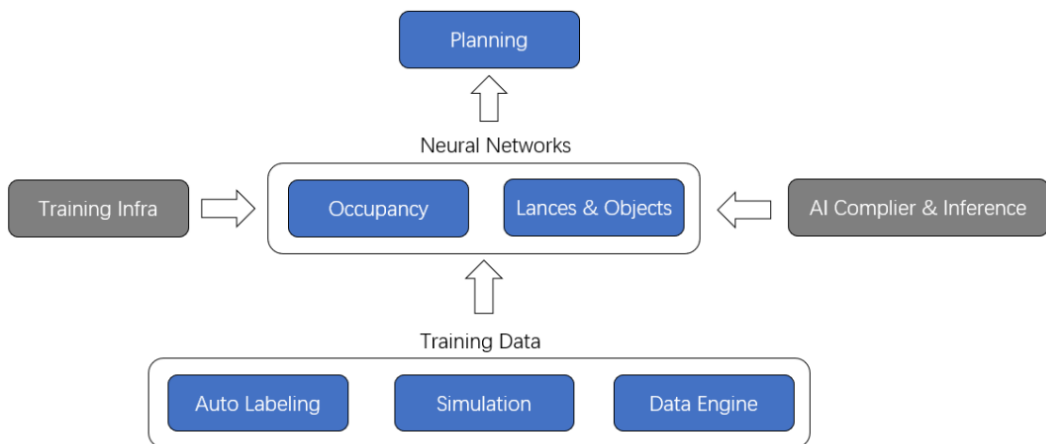 Planning
Neural Networks
Training Infra
Occupancy
Lances & Objects
AI Complier & Inference
Training Data
Auto Labeling
Simulation
Data Engine